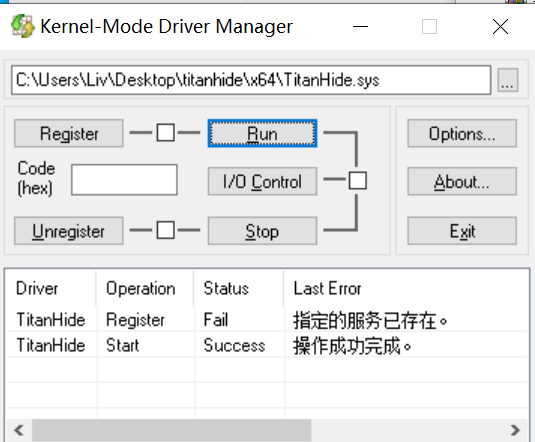 Kernel-Mode Driver Manager
C:\Users\Liv\Desktop\titanhide\x64\TitanHide.sys
...
Register
Run
Options...
Code
(hex)
I/O Control
About...
Unregister
Stop
Exit
Driver Operation Status Last Error
TitanHide Register Fail 指定的服务已存在。
TitanHide Start Success 操作成功完成。